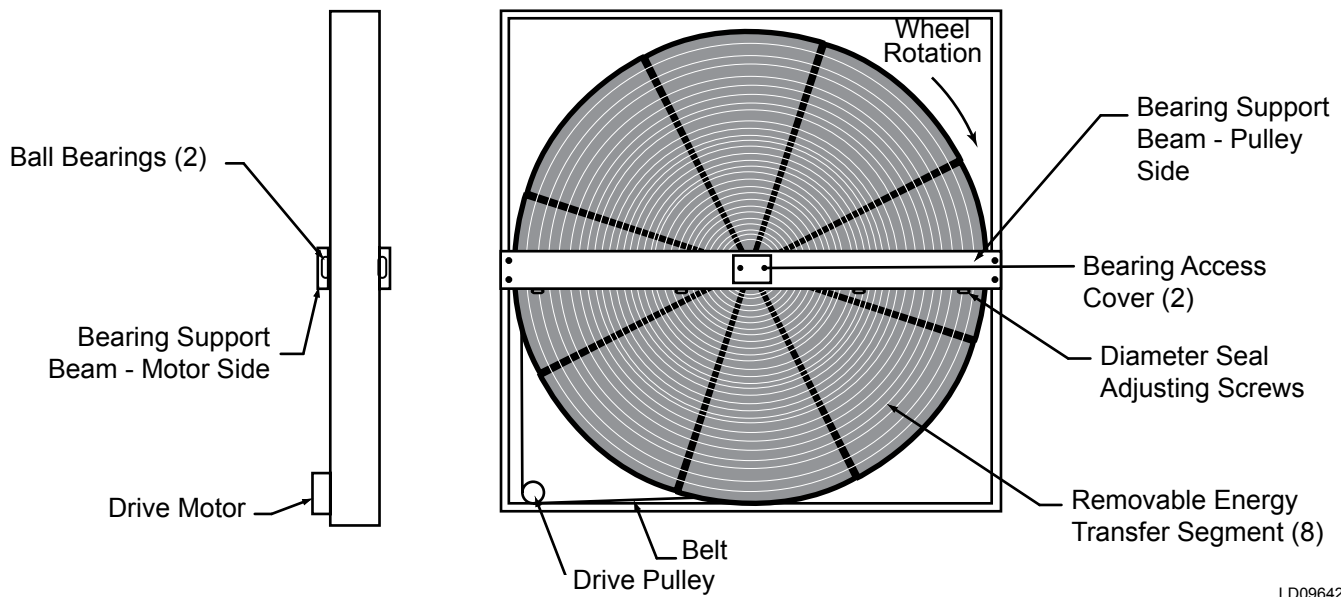 Wheel
Rotation
Ball Bearings (2)
Bearing Support
Beam - Motor Side
Drive Motor
Bearing Support
Beam - Pulley
Side
Bearing Access
Cover (2)
Diameter Seal
Adjusting Screws
Removable Energy
Transfer Segment (8)
Belt
Drive Pulley
LD09642